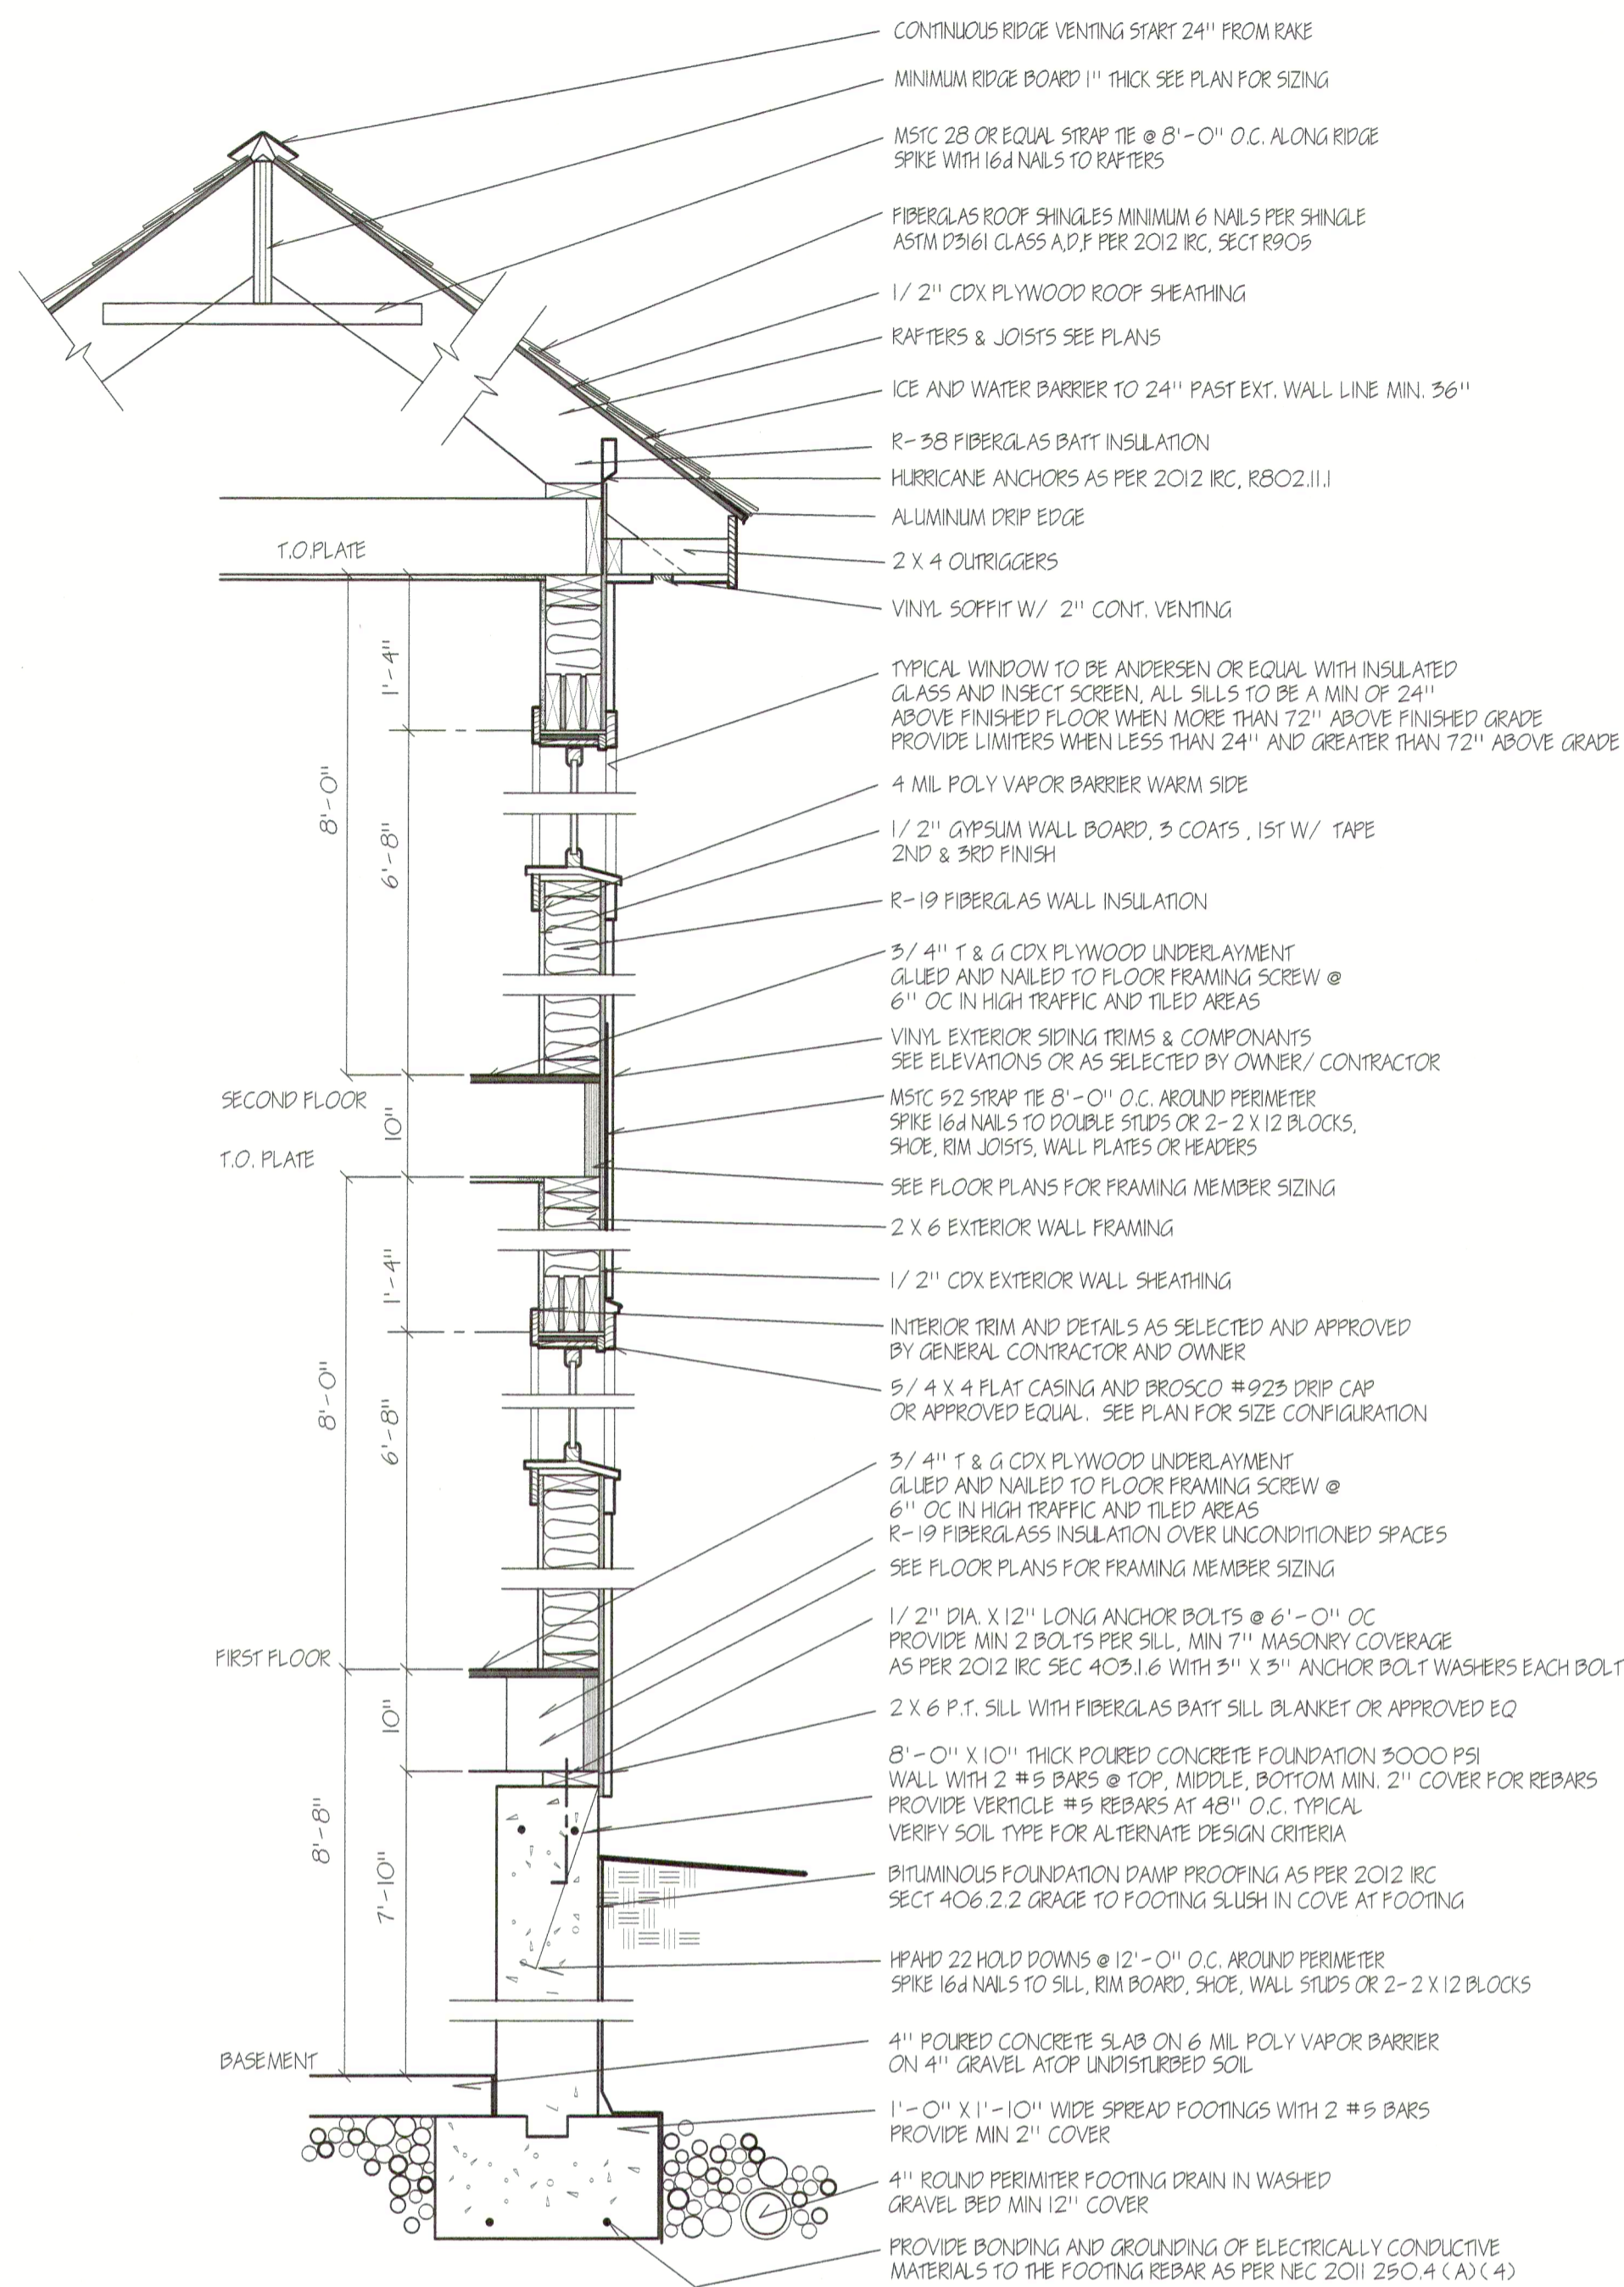 CONTINUOUS RIDGE VENTING START 24" FROM RAKE
MINIMUM RIDGE BOARD 1" THICK SEE PLAN FOR SIZING
MSTC 28 OR EQUAL STRAP TIE @ 8'-0" O.C. ALONG RIDGE
SPIKE WITH 16d NAILS TO RAFTERS
FIBERGLAS ROOF SHINGLES MINIMUM 6 NAILS PER SHINGLE
ASTM D3161 CLASS A,D,F PER 2012 IRC, SECT R905
1/2" CDX PLYWOOD ROOF SHEATHING
RAFTERS & JOISTS SEE PLANS
ICE AND WATER BARRIER TO 24" PAST EXT. WALL LINE MIN. 36"
R-38 FIBERGLAS BATT INSULATION
HURRICANE ANCHORS AS PER 2012 IRC, R802.11.1
ALUMINUM DRIP EDGE
T.O.PLATE
2 X 4 OUTRIGGERS
VINYL SOFFIT W/ 2" CONT. VENTING
1'-4"
TYPICAL WINDOW TO BE ANDERSEN OR EQUAL WITH INSULATED
GLASS AND INSECT SCREEN, ALL SILLS TO BE A MIN OF 24"
ABOVE FINISHED FLOOR WHEN MORE THAN 72" ABOVE FINISHED GRADE
PROVIDE LIMITERS WHEN LESS THAN 24" AND GREATER THAN 72" ABOVE GRADE
8'-0"
6'-8"
4 MIL POLY VAPOR BARRIER WARM SIDE
1/2" GYPSUM WALL BOARD, 3 COATS , 1ST W/ TAPE
2ND & 3RD FINISH
R-19 FIBERGLAS WALL INSULATION
3/4" T & G CDX PLYWOOD UNDERLAYMENT
GLUED AND NAILED TO FLOOR FRAMING SCREW @
6" OC IN HIGH TRAFFIC AND TILED AREAS
VINYL EXTERIOR SIDING TRIMS & COMPONANTS
SEE ELEVATIONS OR AS SELECTED BY OWNER/CONTRACTOR
SECOND FLOOR
10"
T.O. PLATE
MSTC 52 STRAP TIE 8'-0" O.C. AROUND PERIMETER
SPIKE 16d NAILS TO DOUBLE STUDS OR 2-2 X 12 BLOCKS,
SHOE, RIM JOISTS, WALL PLATES OR HEADERS
SEE FLOOR PLANS FOR FRAMING MEMBER SIZING
2 X 6 EXTERIOR WALL FRAMING
1'-4"
1/2" CDX EXTERIOR WALL SHEATHING
INTERIOR TRIM AND DETAILS AS SELECTED AND APPROVED
BY GENERAL CONTRACTOR AND OWNER
8'-0"
6'-8"
5/4 X 4 FLAT CASING AND BROSCO #923 DRIP CAP
OR APPROVED EQUAL. SEE PLAN FOR SIZE CONFIGURATION
3/4" T & G CDX PLYWOOD UNDERLAYMENT
GLUED AND NAILED TO FLOOR FRAMING SCREW @
6" OC IN HIGH TRAFFIC AND TILED AREAS
R-19 FIBERGLASS INSULATION OVER UNCONDITIONED SPACES
SEE FLOOR PLANS FOR FRAMING MEMBER SIZING
1/2" DIA. X 12" LONG ANCHOR BOLTS @ 6'-0" OC
PROVIDE MIN 2 BOLTS PER SILL, MIN 7" MASONRY COVERAGE
AS PER 2012 IRC SEC 403.1.6 WITH 3" X 3" ANCHOR BOLT WASHERS EACH BOLT
FIRST FLOOR
10"
2 X 6 P.T. SILL WITH FIBERGLAS BATT SILL BLANKET OR APPROVED EQ
8'-0" X 10" THICK POURED CONCRETE FOUNDATION 3000 PSI
WALL WITH 2 #5 BARS @ TOP, MIDDLE, BOTTOM MIN. 2" COVER FOR REBARS
PROVIDE VERTICLE #5 REBARS AT 48" O.C. TYPICAL
VERIFY SOIL TYPE FOR ALTERNATE DESIGN CRITERIA
8'-8"
7'-10"
BITUMINOUS FOUNDATION DAMP PROOFING AS PER 2012 IRC
SECT 406.2.2 GRAGE TO FOOTING SLUSH IN COVE AT FOOTING
HPAHD 22 HOLD DOWNS @ 12'-0" O.C. AROUND PERIMETER
SPIKE 16d NAILS TO SILL, RIM BOARD, SHOE, WALL STUDS OR 2-2 X 12 BLOCKS
BASEMENT
4" POURED CONCRETE SLAB ON 6 MIL POLY VAPOR BARRIER
ON 4" GRAVEL ATOP UNDISTURBED SOIL
1'-0" X 1'-10" WIDE SPREAD FOOTINGS WITH 2 #5 BARS
PROVIDE MIN 2" COVER
4" ROUND PERIMITER FOOTING DRAIN IN WASHED
GRAVEL BED MIN 12" COVER
PROVIDE BONDING AND GROUNDING OF ELECTRICALLY CONDUCTIVE
MATERIALS TO THE FOOTING REBAR AS PER NEC 2011 250.4 (A)(4)